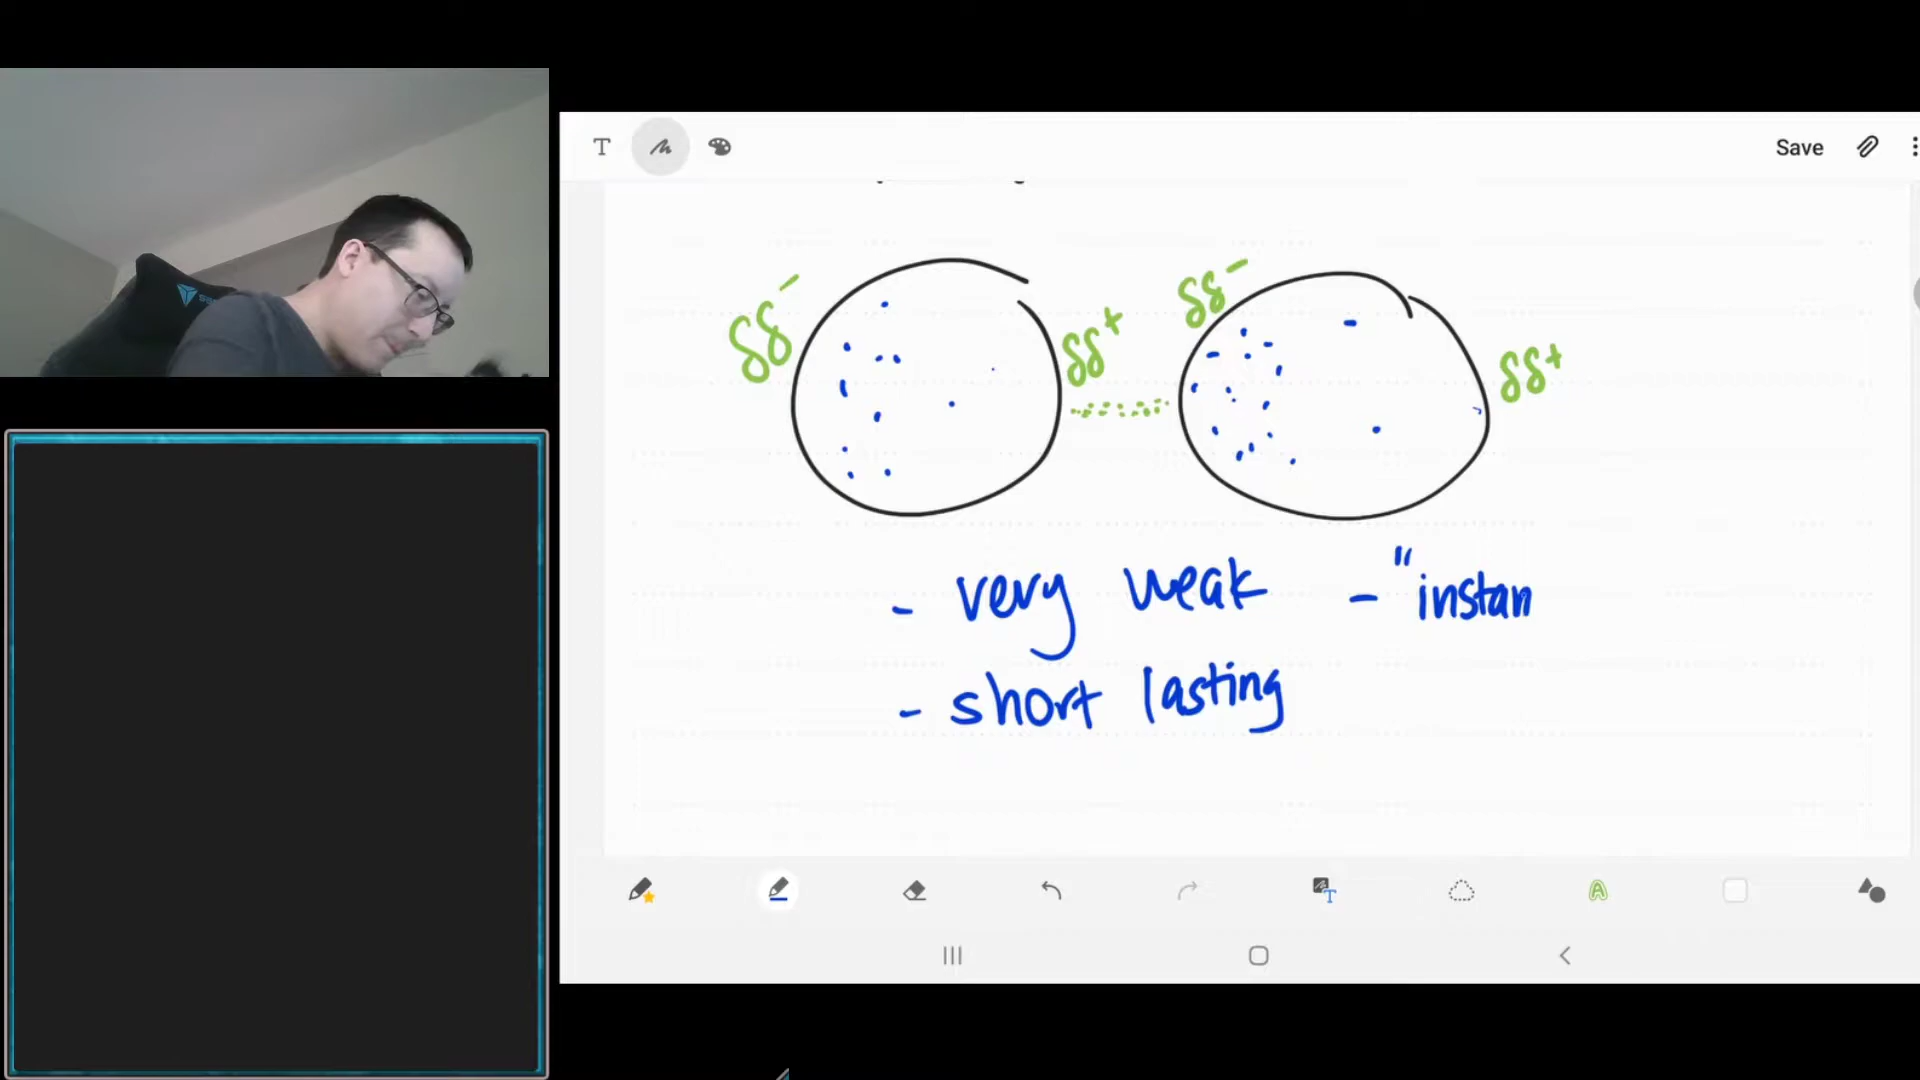 T
Save
δδ⁻
δδ⁺
δδ⁻
δδ⁺
- very weak - "instan
- short lasting
T
A